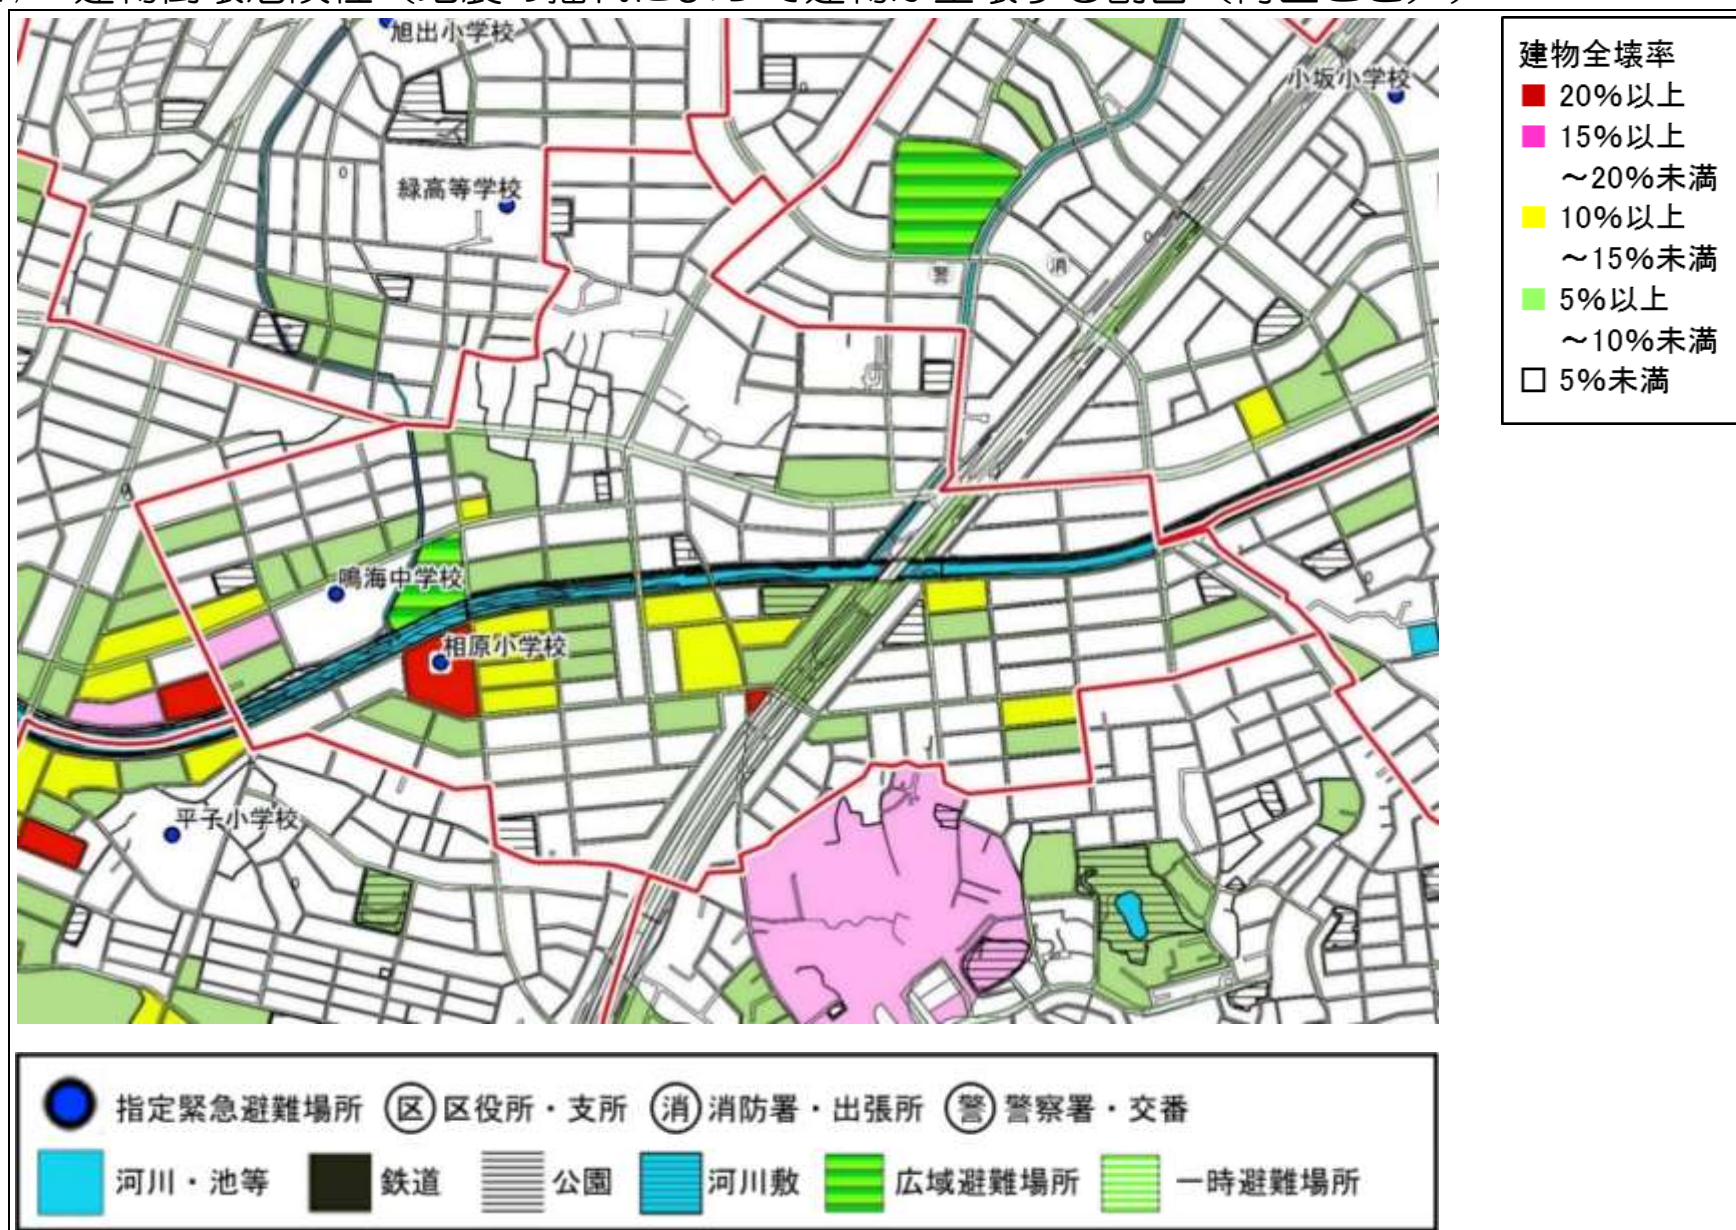 旭出小学校
小坂小学校
緑高等学校
警
消
鳴海中学校
相原小学校
平子小学校
建物全壊率
20%以上
15%以上
～20%未満
10%以上
～15%未満
5%以上
～10%未満
5%未満
指定緊急避難場所 区 区役所・支所 消 消防署・出張所 警 警察署・交番
河川・池等 鉄道 公園 河川敷 広域避難場所 一時避難場所